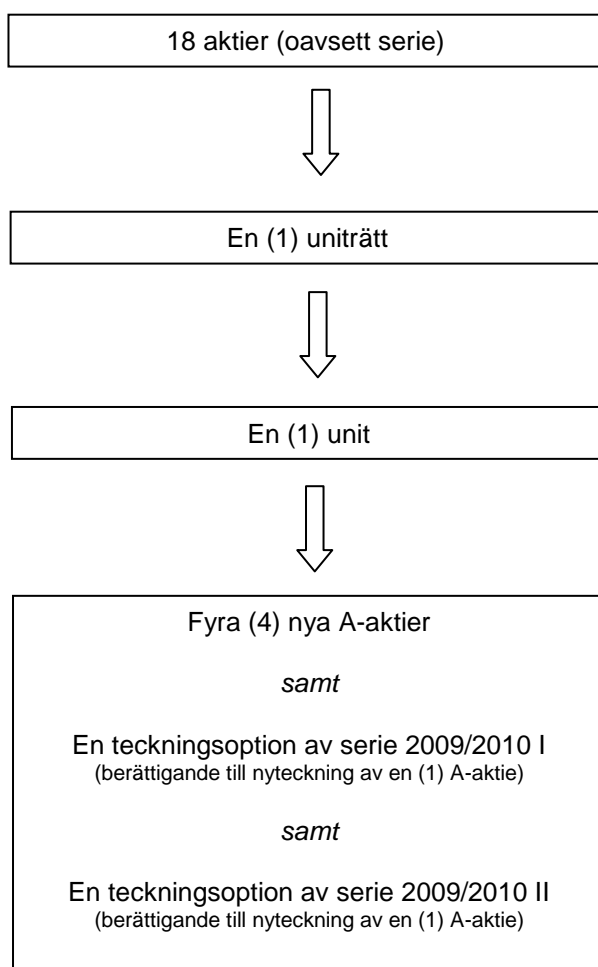 18 aktier (oavsett serie)
En (1) uniträtt
En (1) unit
Fyra (4) nya A-aktier
samt
En teckningsoption av serie 2009/2010 I
(berättigande till nyteckning av en (1) A-aktie)
samt
En teckningsoption av serie 2009/2010 II
(berättigande till nyteckning av en (1) A-aktie)